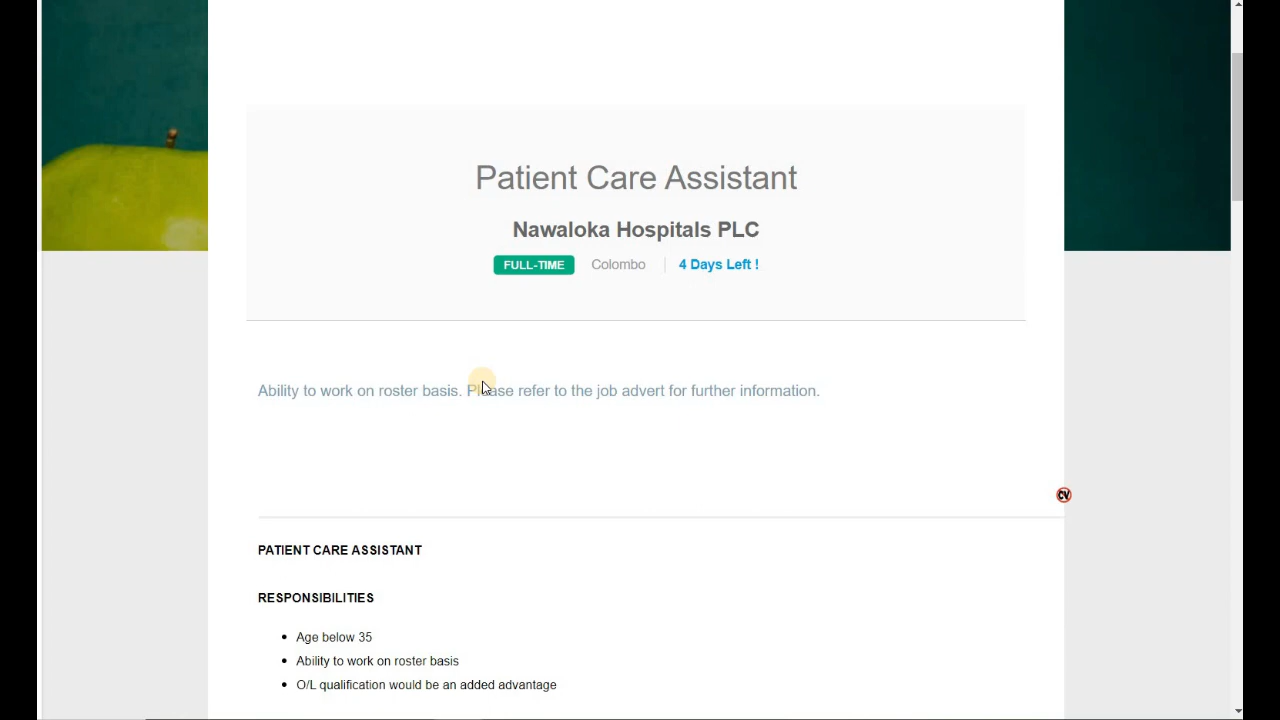 Patient Care Assistant
Nawaloka Hospitals PLC
FULL-TIME Colombo 4 Days Left !
Ability to work on roster basis. Please refer to the job advert for further information.
CV
PATIENT CARE ASSISTANT
RESPONSIBILITIES
• Age below 35
• Ability to work on roster basis
• O/L qualification would be an added advantage